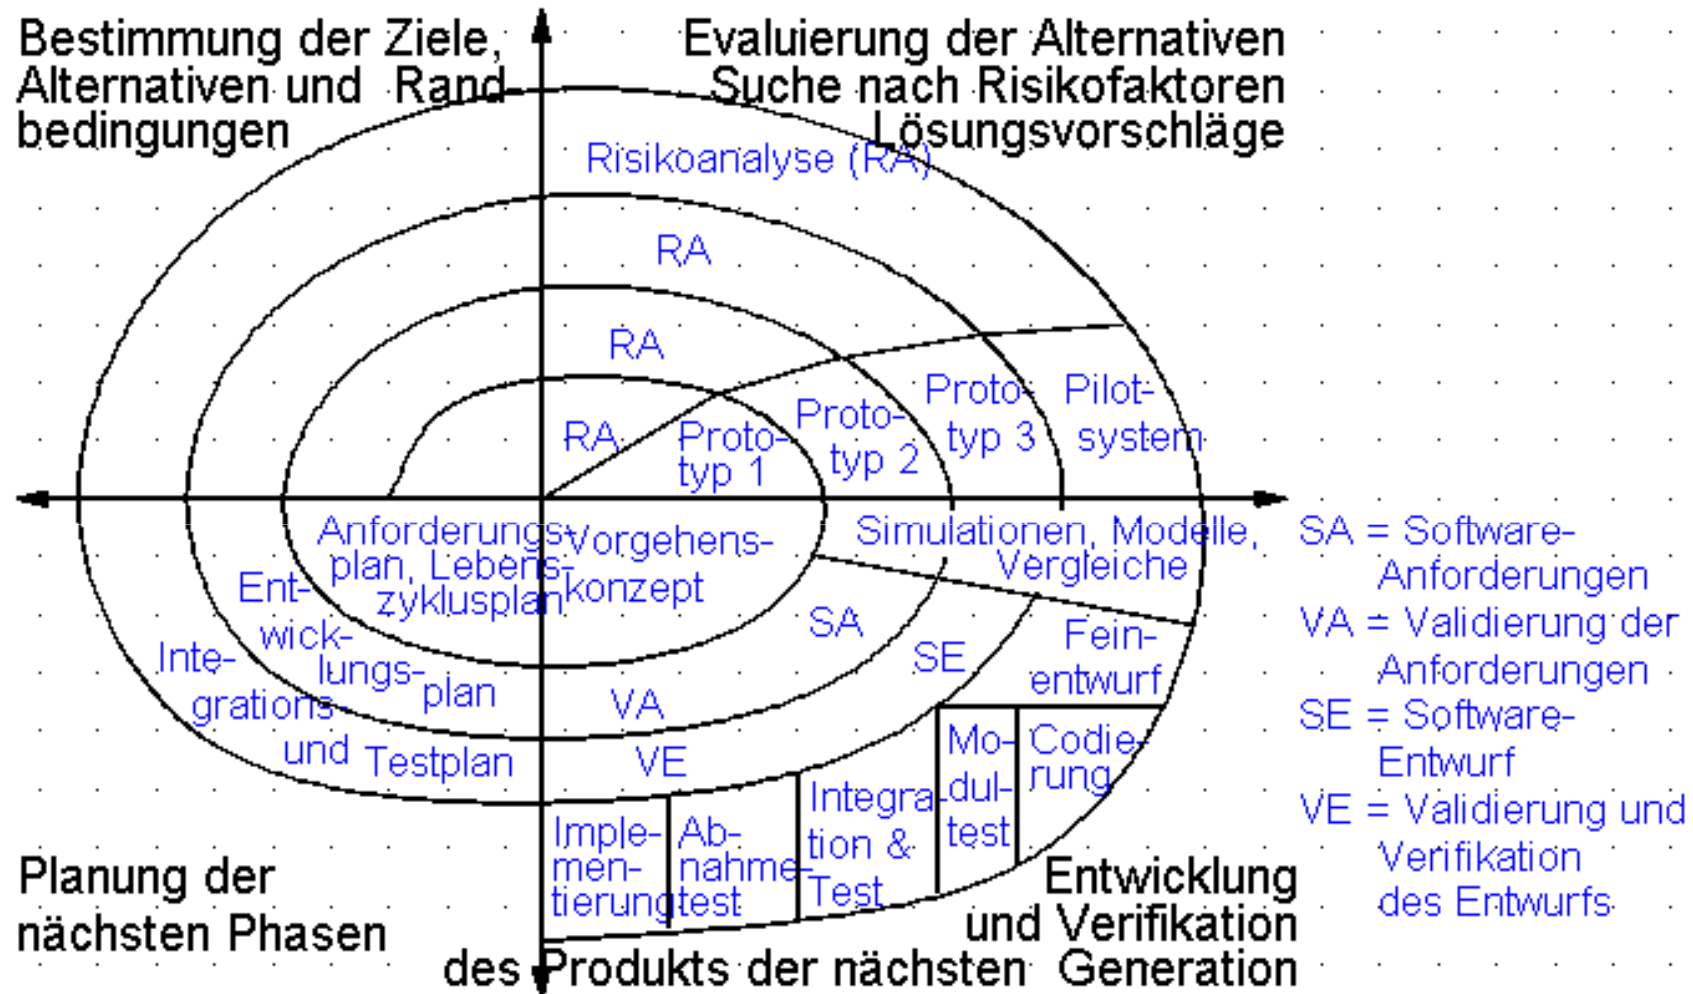 Bestimmung der Ziele,
Alternativen und Rand
bedingungen
Evaluierung der Alternativen
Suche nach Risikofaktoren
Lösungsvorschläge
Risikoanalyse (RA)
RA
RA
RA
Proto-
typ 1
Proto-
typ 2
Proto-
typ 3
Pilot-
system
Anforderungs-
plan, Lebens-
zyklusplan
Vorgehens-
konzept
Simulationen, Modelle,
Vergleiche
Ent-
wick-
lungs-
plan
SA
SE
Fein-
entwurf
Inte-
grations-
und Testplan
VA
VE
Mo-
dul-
test
Codie-
rung
Integra-
tion &
Test
Imple-
men-
tierung
Ab-
nahme-
test
SA = Software-
Anforderungen
VA = Validierung der
Anforderungen
SE = Software-
Entwurf
VE = Validierung und
Verifikation
des Entwurfs
Planung der
nächsten Phasen
Entwicklung
und Verifikation
des Produkts der nächsten Generation